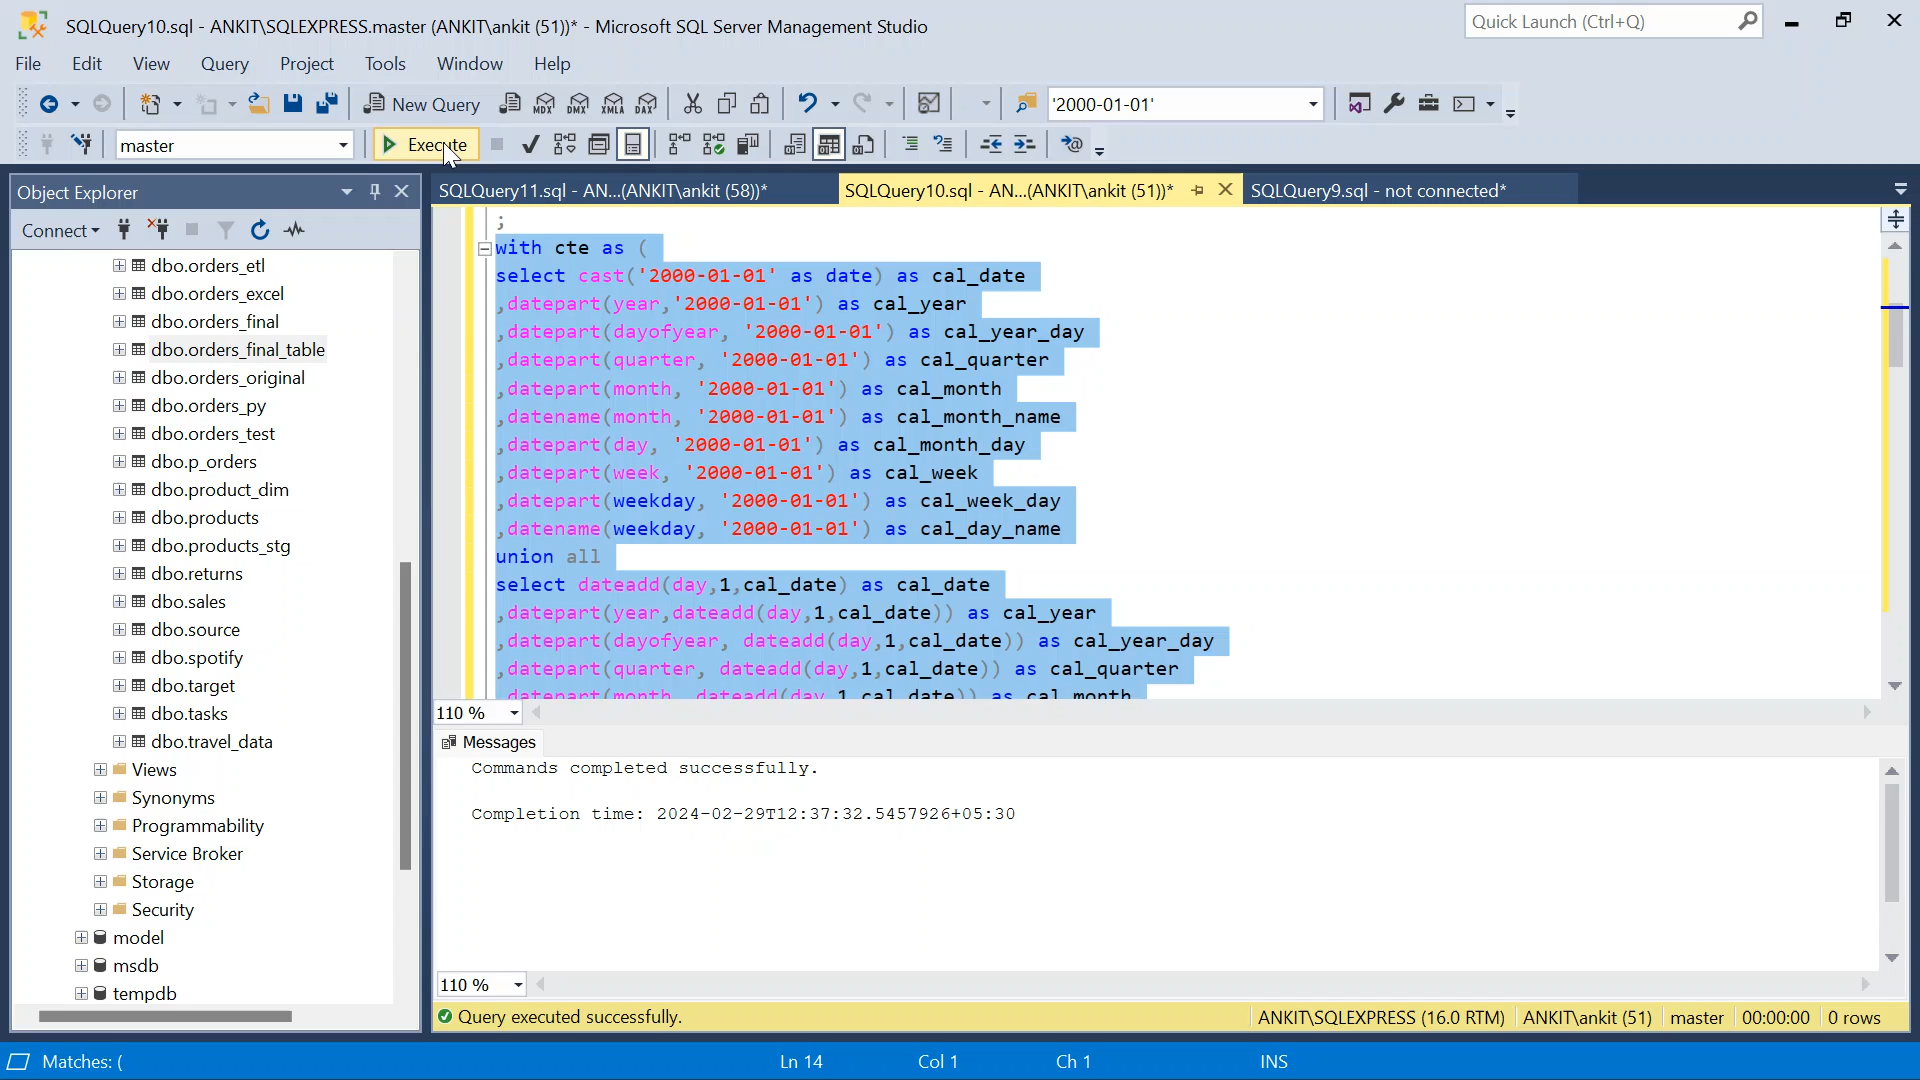 SQLQuery10.sql - ANKIT\SQLEXPRESS.master (ANKIT\ankit (51))* - Microsoft SQL Server Management Studio
Quick Launch (Ctrl+Q)
File Edit View Query Project Tools Window Help
New Query MDX DMX XMLA DAX '2000-01-01'
master Execute
Object Explorer
Connect
dbo.orders_etl
dbo.orders_excel
dbo.orders_final
dbo.orders_final_table
dbo.orders_original
dbo.orders_py
dbo.orders_test
dbo.p_orders
dbo.product_dim
dbo.products
dbo.products_stg
dbo.returns
dbo.sales
dbo.source
dbo.spotify
dbo.target
dbo.tasks
dbo.travel_data
Views
Synonyms
Programmability
Service Broker
Storage
Security
model
msdb
tempdb
SQLQuery11.sql - AN...(ANKIT\ankit (58))* SQLQuery10.sql - AN...(ANKIT\ankit (51))* SQLQuery9.sql - not connected*
;
with cte as (
select cast('2000-01-01' as date) as cal_date
,datepart(year,'2000-01-01') as cal_year
,datepart(dayofyear, '2000-01-01') as cal_year_day
,datepart(quarter, '2000-01-01') as cal_quarter
,datepart(month, '2000-01-01') as cal_month
,datename(month, '2000-01-01') as cal_month_name
,datepart(day, '2000-01-01') as cal_month_day
,datepart(week, '2000-01-01') as cal_week
,datepart(weekday, '2000-01-01') as cal_week_day
,datename(weekday, '2000-01-01') as cal_day_name
union all
select dateadd(day,1,cal_date) as cal_date
,datepart(year,dateadd(day,1,cal_date)) as cal_year
,datepart(dayofyear, dateadd(day,1,cal_date)) as cal_year_day
,datepart(quarter, dateadd(day,1,cal_date)) as cal_quarter
,datepart(month, dateadd(day,1,cal_date)) as cal_month
110 %
Messages
Commands completed successfully.
Completion time: 2024-02-29T12:37:32.5457926+05:30
110 %
Query executed successfully. ANKIT\SQLEXPRESS (16.0 RTM) ANKIT\ankit (51) master 00:00:00 0 rows
Matches: ( Ln 14 Col 1 Ch 1 INS